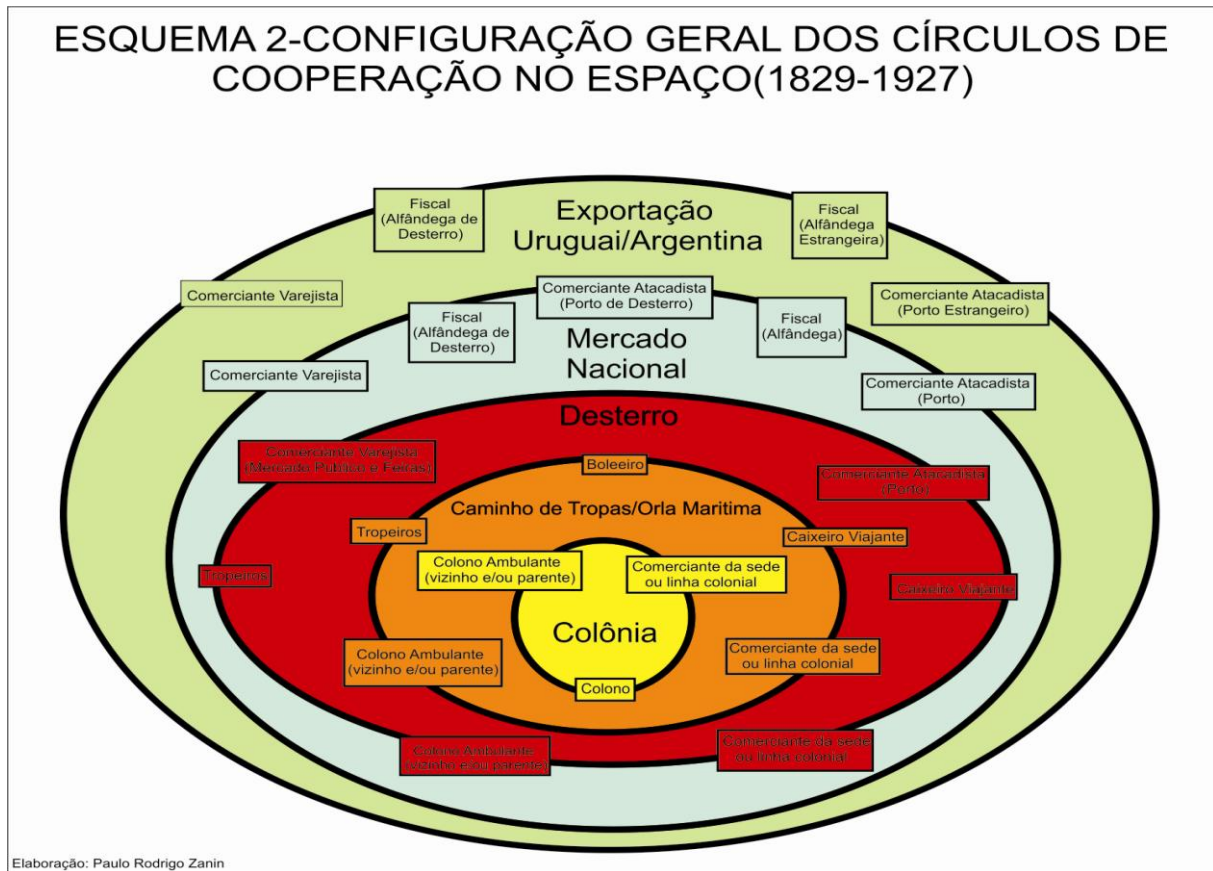 ESQUEMA 2-CONFIGURAÇÃO GERAL DOS CÍRCULOS DE
COOPERAÇÃO NO ESPAÇO(1829-1927)
Fiscal
(Alfândega de
Desterro)
Exportação
Uruguai/Argentina
Fiscal
(Alfândega
Estrangeira)
Comerciante Varejista
Comerciante Atacadista
(Porto de Desterro)
Comerciante Atacadista
(Porto Estrangeiro)
Fiscal
(Alfândega de
Desterro)
Mercado
Nacional
Fiscal
(Alfândega)
Comerciante Varejista
Comerciante Atacadista
(Porto)
Desterro
Comerciante Varejista
(Mercado Público e Feiras)
Boleeiro
Comerciante Atacadista
(Porto)
Caminho de Tropas/Orla Maritima
Tropeiros
Caixeiro Viajante
Colono Ambulante
(vizinho e/ou parente)
Comerciante da sede
ou linha colonial
Tropeiros
Caixeiro Viajante
Colônia
Colono Ambulante
(vizinho e/ou parente)
Comerciante da sede
ou linha colonial
Colono
Colono Ambulante
(vizinho e/ou parente)
Comerciante da sede
ou linha colonial
Elaboração: Paulo Rodrigo Zanin